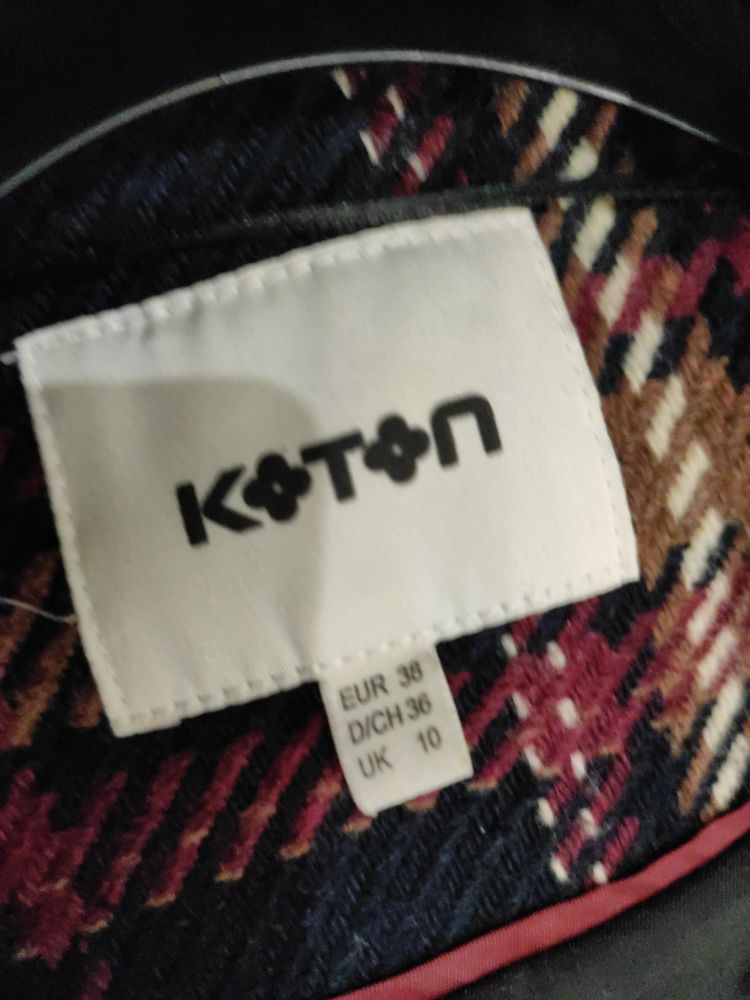 KOTON
EUR 38
D/CH 36
UK 10